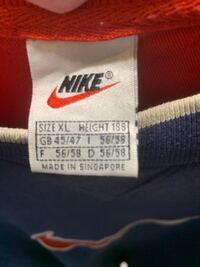 NIKE®
SIZE XL HEIGHT 188
GB 45/47 I 56/58
F 56/58 D 56/58
MADE IN SINGAPORE